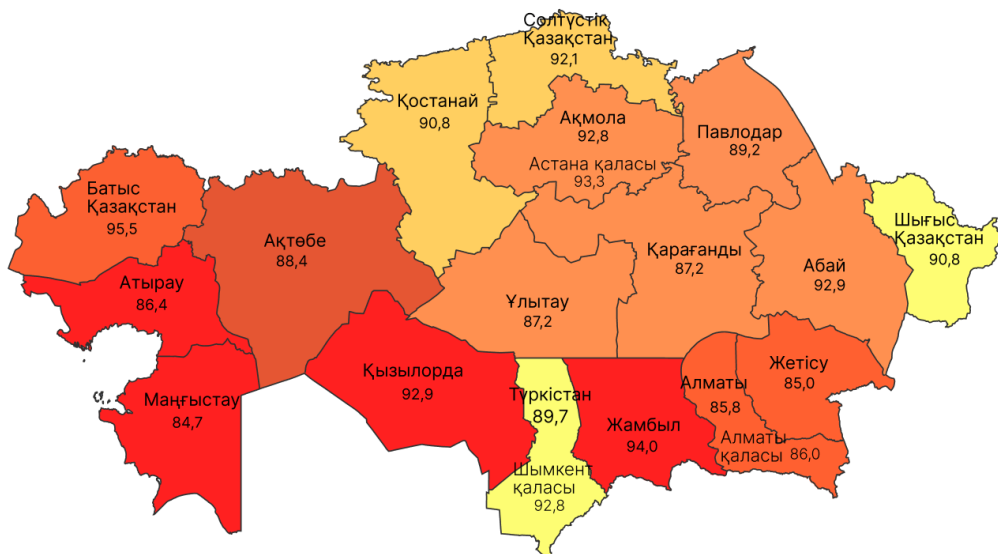 Солтүстік
Қазақстан
92,1
Қостанай
90,8
Ақмола
92,8
Астана қаласы
93,3
Павлодар
89,2
Батыс
Қазақстан
95,5
Ақтөбе
88,4
Атырау
86,4
Ұлытау
87,2
Қарағанды
87,2
Абай
92,9
Шығыс
Қазақстан
90,8
Маңғыстау
84,7
Қызылорда
92,9
Түркістан
89,7
Жамбыл
94,0
Алматы
85,8
Жетісу
85,0
Алматы
қаласы
86,0
Шымкент
қаласы
92,8